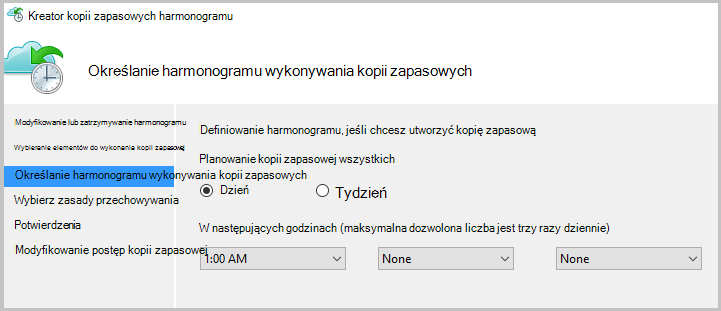 Kreator kopii zapasowych harmonogramu
Określanie harmonogramu wykonywania kopii zapasowych
Modyfikowanie lub zatrzymywanie harmonogramu
Wybieranie elementów do wykonania kopii zapasowej
Określanie harmonogramu wykonywania kopii zapasowych
Wybierz zasady przechowywania
Potwierdzenia
Modyfikowanie postęp kopii zapasowej
Definiowanie harmonogramu, jeśli chcesz utworzyć kopię zapasową
Planowanie kopii zapasowej wszystkich
Dzień Tydzień
W następujących godzinach (maksymalna dozwolona liczba jest trzy razy dziennie)
1:00 AM None None